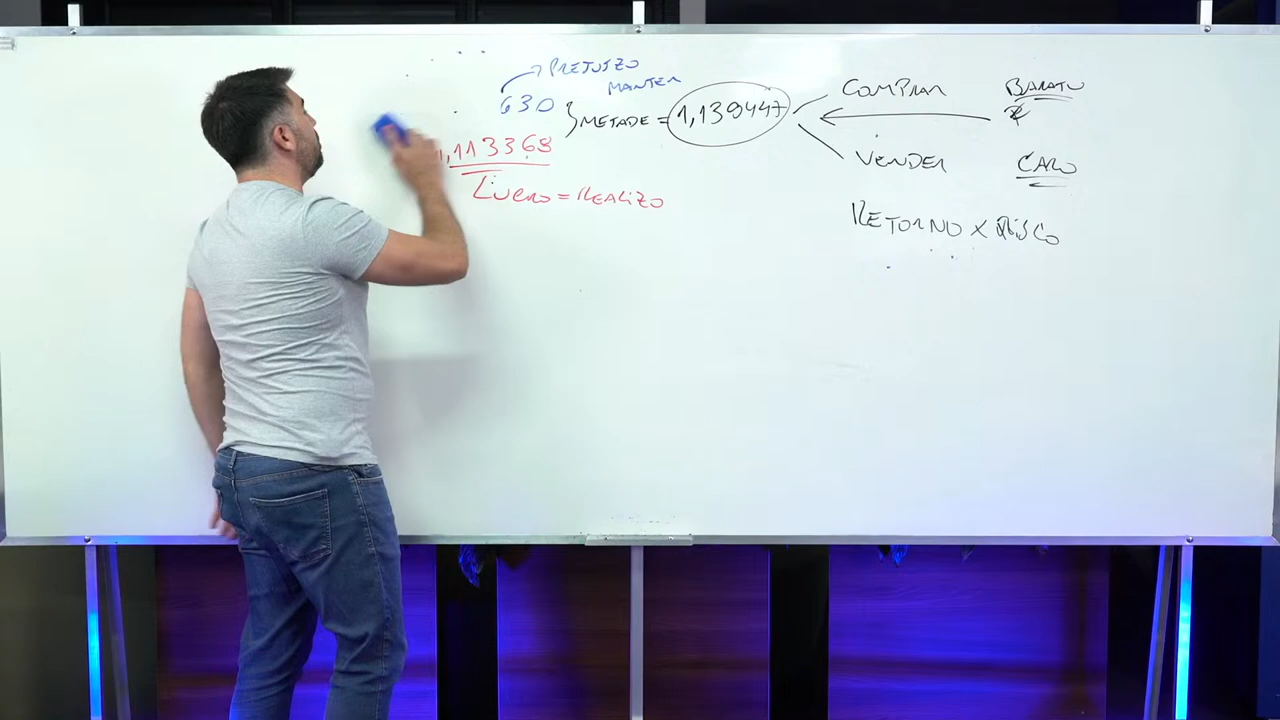 PREJUIZO
MANTER
630
1,113368
LUCRO = REALIZO
} METADE = 1,139447
COMPRAR BARATO
VENDER CARO
RETORNO X RISCO